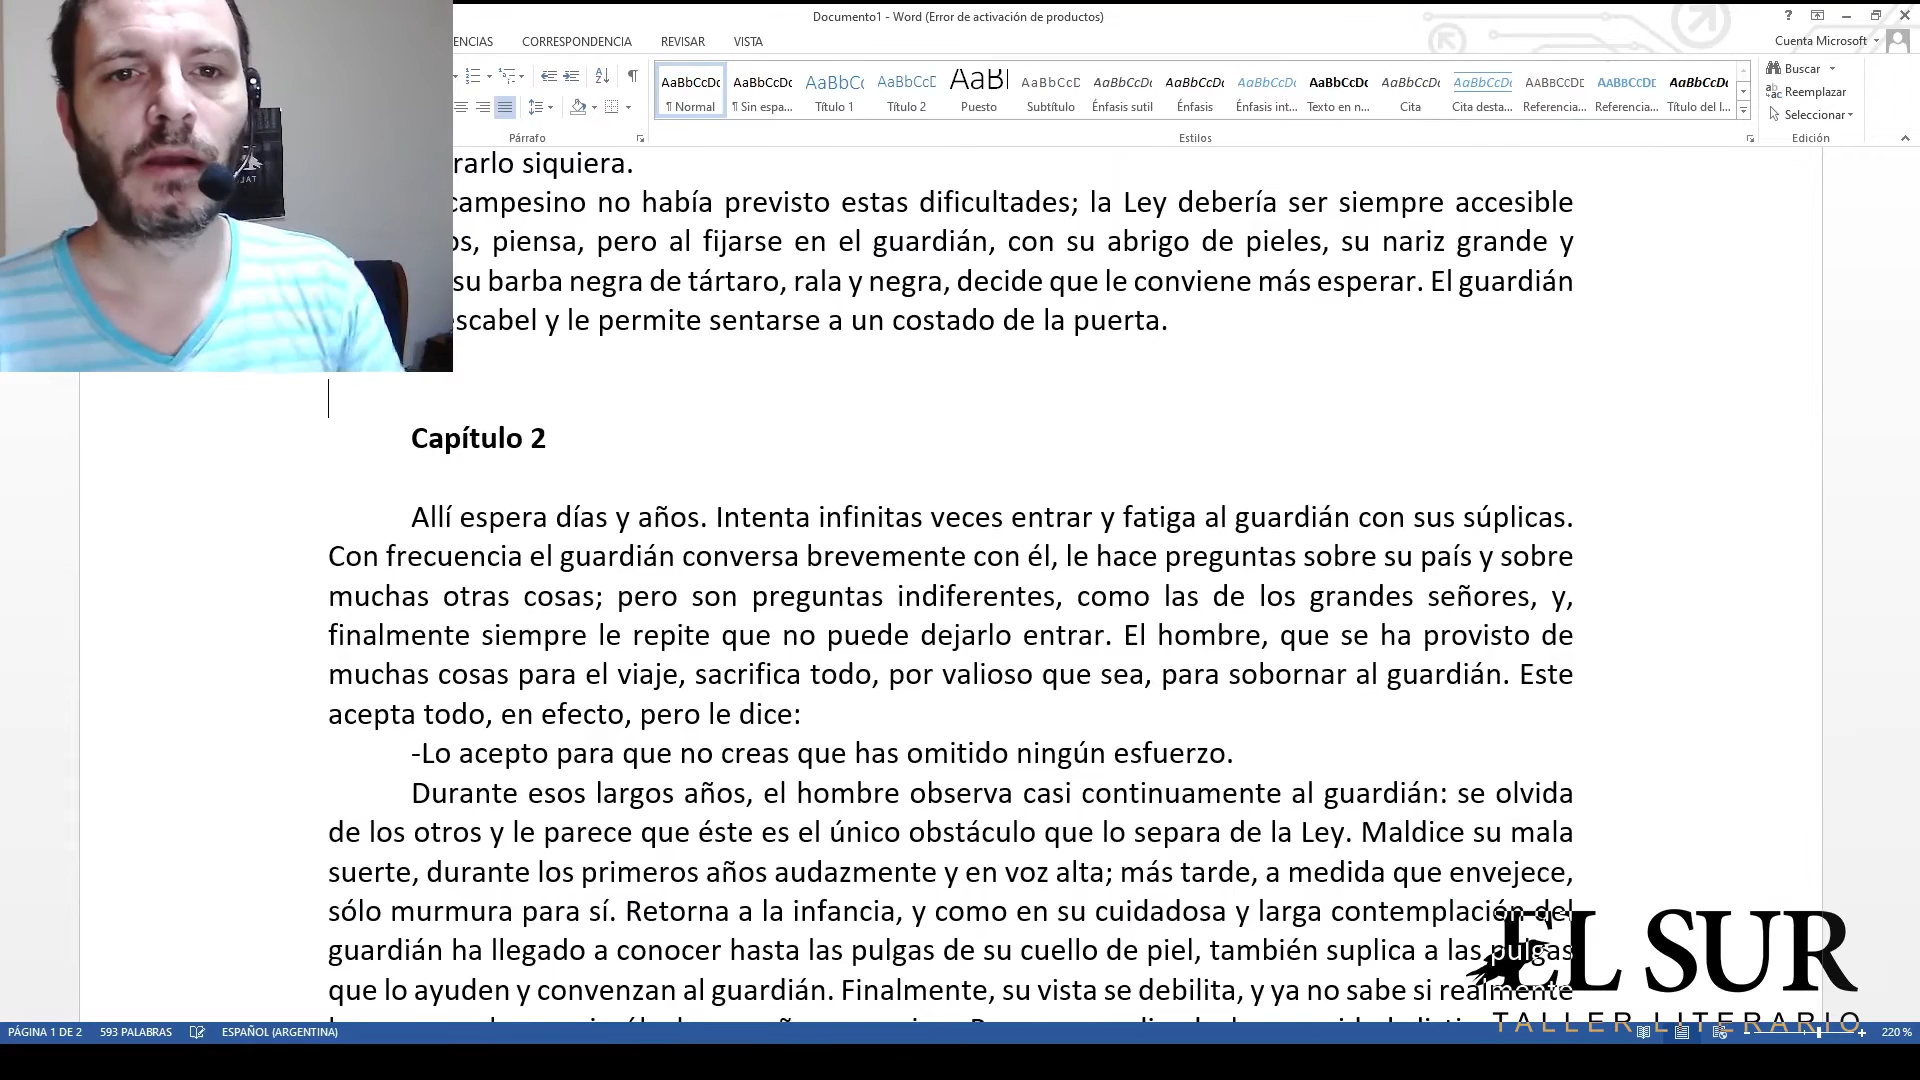 Documento1 - Word (Error de activación de productos)
ENCIAS CORRESPONDENCIA REVISAR VISTA
Cuenta Microsoft
AaBbCcDc AaBbCcDc AaBbC AaBbCcD AaBl AaBbCcD AaBbCcDc AaBbCcDc AaBbCcDc AaBbCcDc AaBbCcDc AaBbCcDc AABBCCDE AABBCCDE AaBbCcDc
¶ Normal ¶ Sin espa... Título 1 Título 2 Puesto Subtítulo Énfasis sutil Énfasis Énfasis int... Texto en n... Cita Cita desta... Referencia... Referencia... Título del l...
Buscar
Reemplazar
Seleccionar
Párrafo Estilos Edición
rarlo siquiera.
campesino no había previsto estas dificultades; la Ley debería ser siempre accesible
os, piensa, pero al fijarse en el guardián, con su abrigo de pieles, su nariz grande y
su barba negra de tártaro, rala y negra, decide que le conviene más esperar. El guardián
escabel y le permite sentarse a un costado de la puerta.
Capítulo 2
Allí espera días y años. Intenta infinitas veces entrar y fatiga al guardián con sus súplicas.
Con frecuencia el guardián conversa brevemente con él, le hace preguntas sobre su país y sobre
muchas otras cosas; pero son preguntas indiferentes, como las de los grandes señores, y,
finalmente siempre le repite que no puede dejarlo entrar. El hombre, que se ha provisto de
muchas cosas para el viaje, sacrifica todo, por valioso que sea, para sobornar al guardián. Este
acepta todo, en efecto, pero le dice:
-Lo acepto para que no creas que has omitido ningún esfuerzo.
Durante esos largos años, el hombre observa casi continuamente al guardián: se olvida
de los otros y le parece que éste es el único obstáculo que lo separa de la Ley. Maldice su mala
suerte, durante los primeros años audazmente y en voz alta; más tarde, a medida que envejece,
sólo murmura para sí. Retorna a la infancia, y como en su cuidadosa y larga contemplación del
guardián ha llegado a conocer hasta las pulgas de su cuello de piel, también suplica a las pulgas
que lo ayuden y convenzan al guardián. Finalmente, su vista se debilita, y ya no sabe si realmente
EL SUR
TALLER LITERARIO
PÁGINA 1 DE 2 593 PALABRAS ESPAÑOL (ARGENTINA) 220 %